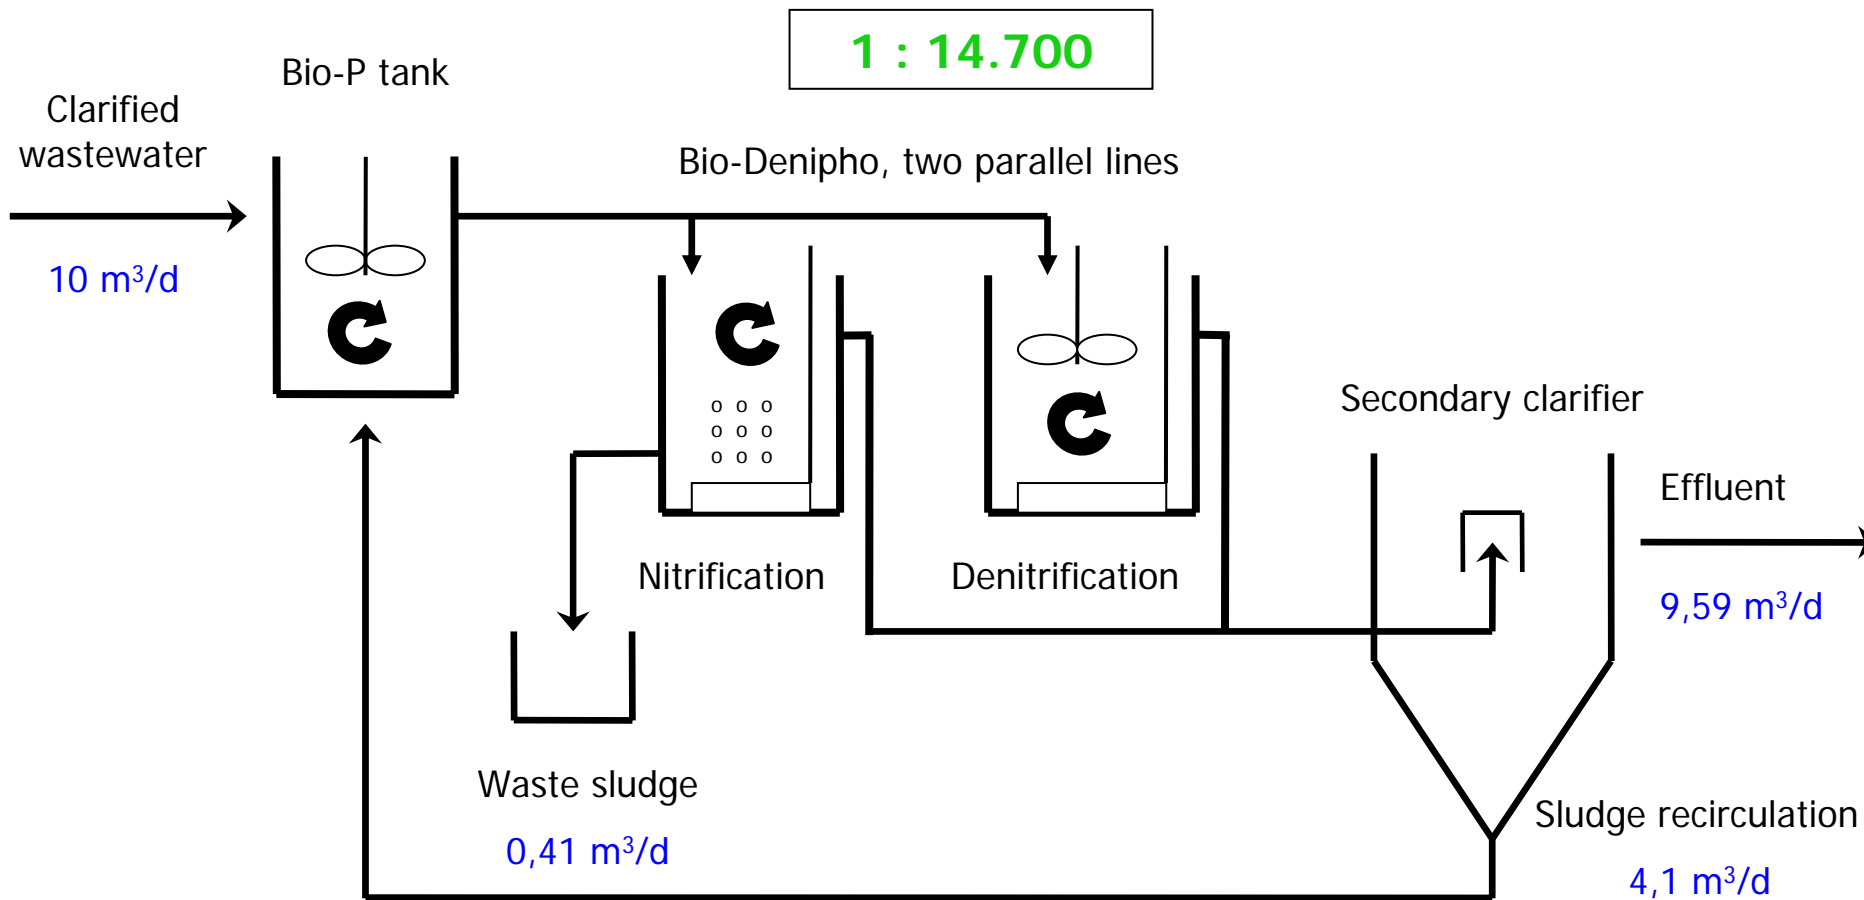 1 : 14.700
Bio-P tank
Clarified
wastewater
10 m³/d
Bio-Denipho, two parallel lines
o o o
o o o
o o o
Nitrification
Denitrification
Secondary clarifier
Effluent
9,59 m³/d
Waste sludge
0,41 m³/d
Sludge recirculation
4,1 m³/d